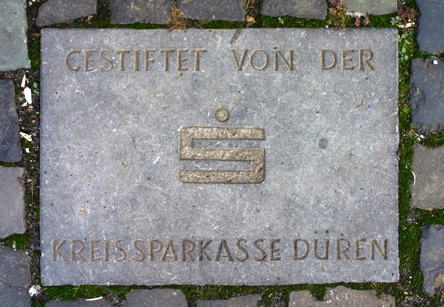 GESTIFTET VON DER
KREISSPARKASSE DÜREN